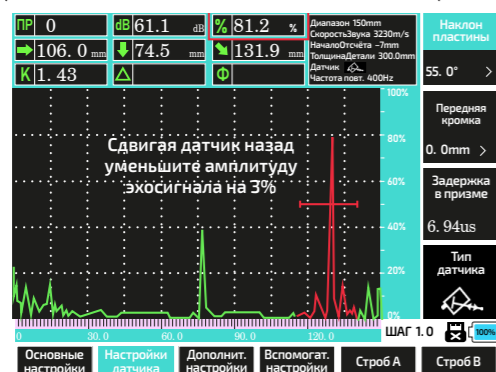 ПР 0
dB 61.1 dB
% 81.2 %
Диапазон 150mm
СкоростьЗвука 3230m/s
НачалоОтсчёта -7mm
ТолщинаДетали 300.0mm
Датчик
Частота повт. 400Hz
106. 0 mm
74.5 mm
131.9 mm
K 1. 43
Δ
Φ
Наклон
пластины
55. 0° >
Передняя
кромка
0. 0mm >
Задержка
в призме
6. 94us
Тип
датчика
100%
80%
60%
40%
20%
0%
Сдвигая датчик назад
уменьшите амплитуду
эхосигнала на 3%
0 30. 0 60. 0 90. 0 120. 0
ШАГ 1.0
100%
Основные
настройки
Настройки
датчика
Дополнит.
настройки
Вспомогат.
настройки
Строб А
Строб В